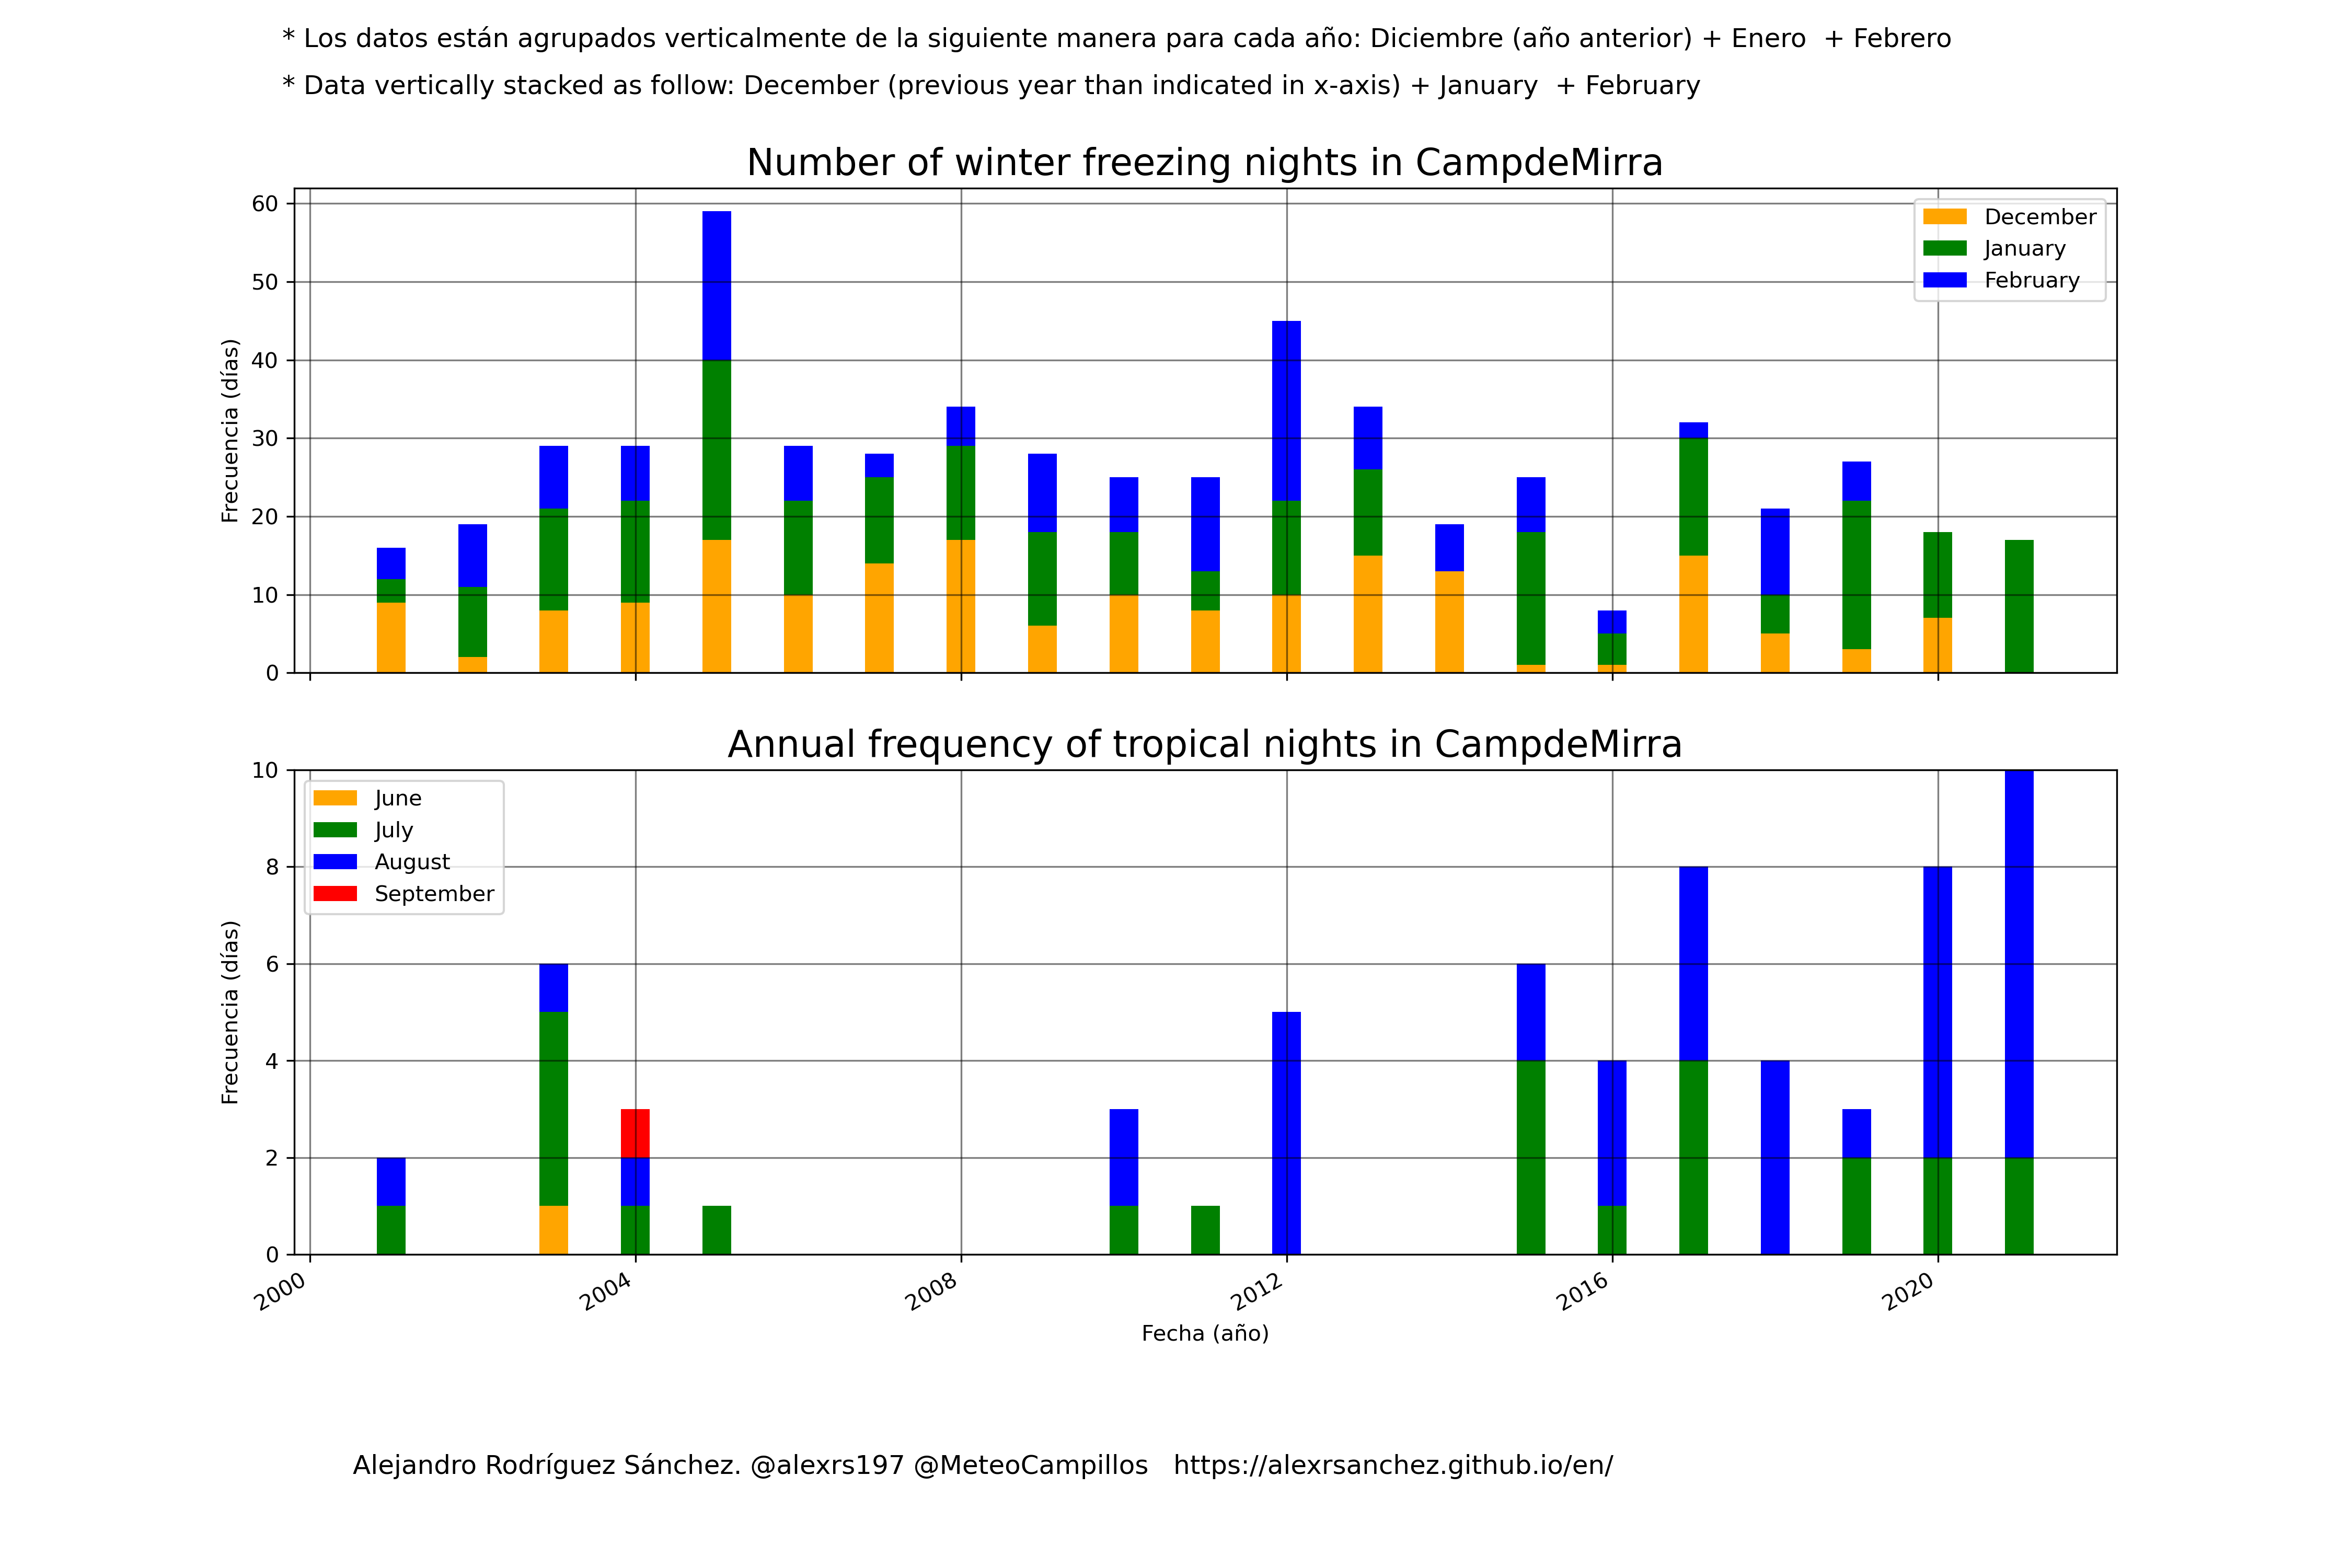 * Los datos están agrupados verticalmente de la siguiente manera para cada año: Diciembre (año anterior) + Enero  + Febrero
* Data vertically stacked as follow: December (previous year than indicated in x-axis) + January  + February
Number of winter freezing nights in CampdeMirra
60
50
40
30
20
10
0
Frecuencia (días)
December
January
February
Annual frequency of tropical nights in CampdeMirra
10
8
6
4
2
0
Frecuencia (días)
June
July
August
September
2000
2004
2008
2012
2016
2020
Fecha (año)
Alejandro Rodríguez Sánchez. @alexrs197 @MeteoCampillos   https://alexrsanchez.github.io/en/